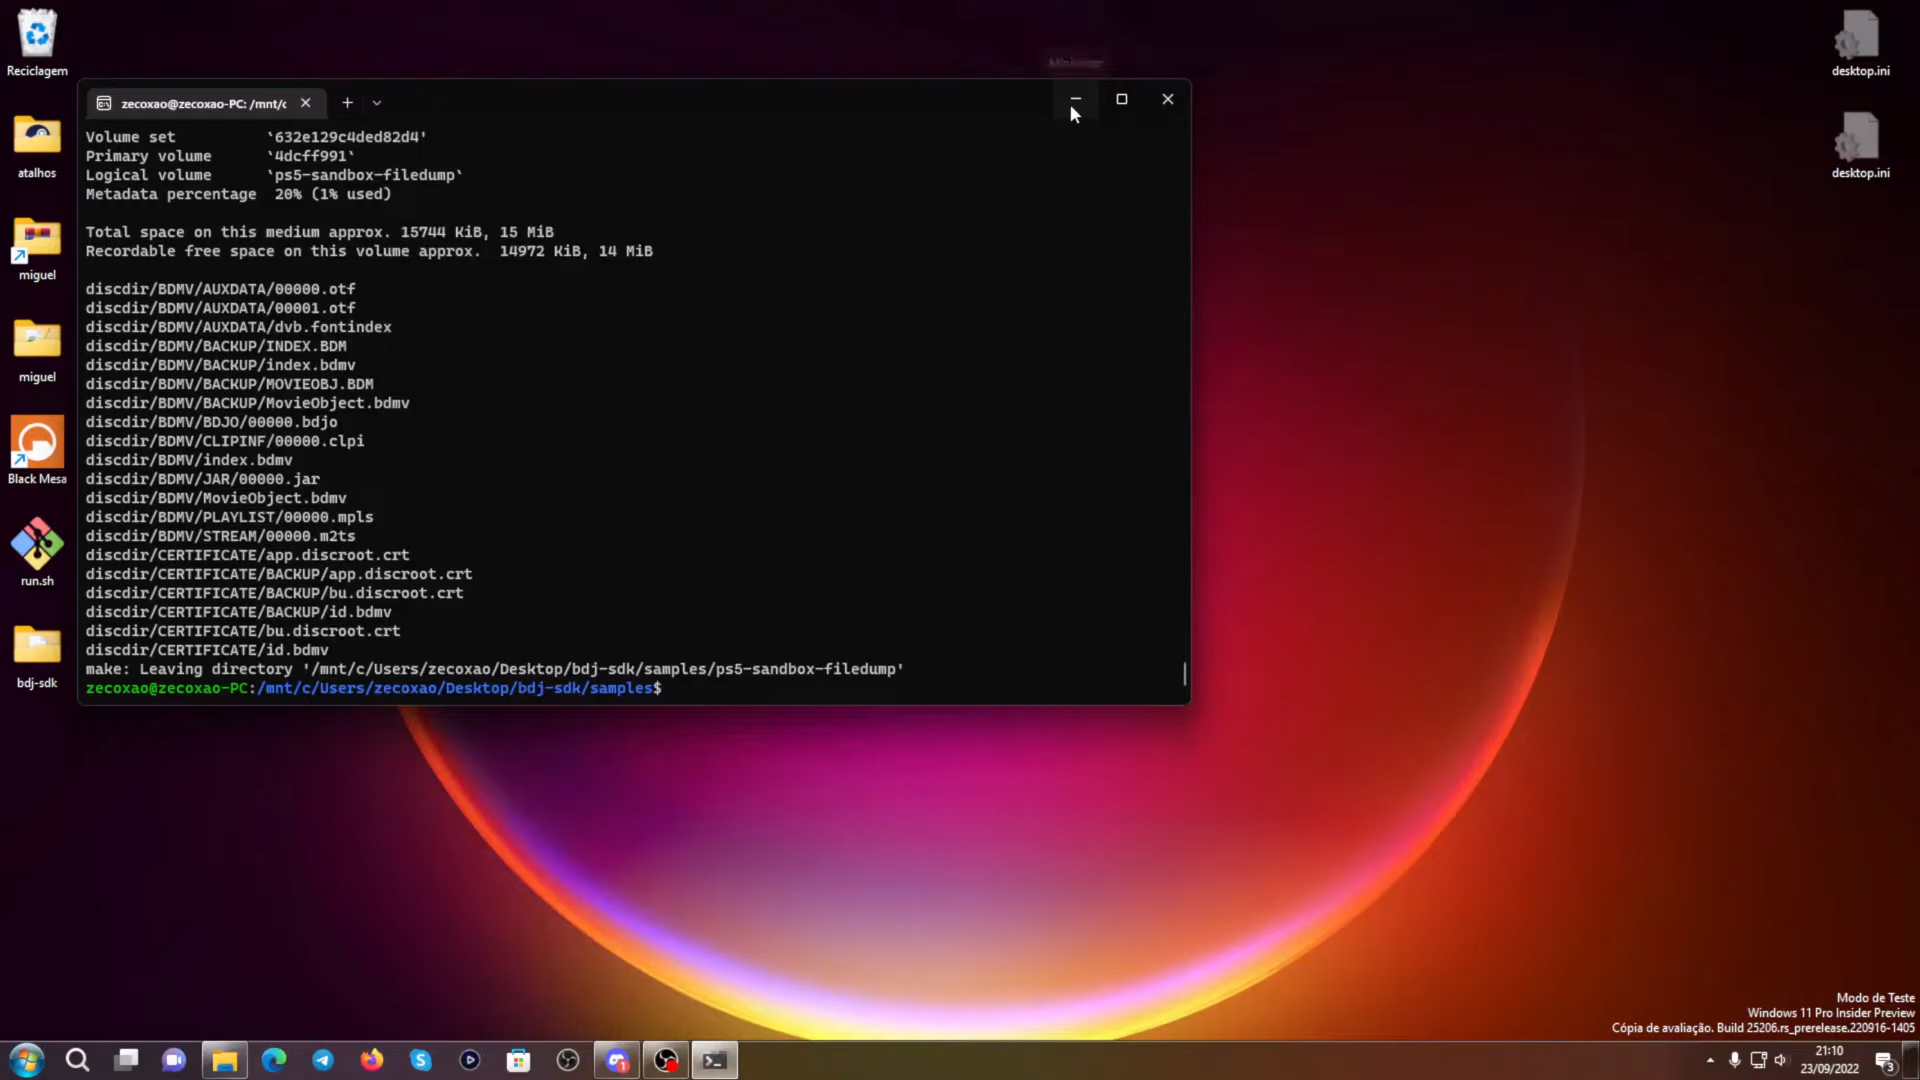 Reciclagem
atalhos
miguel
miguel
Black Mesa
run.sh
bdj-sdk
desktop.ini
desktop.ini
zecoxao@zecoxao-PC: /mnt/c
Volume set          `632e129c4ded82d4'
Primary volume      `4dcff991`
Logical volume      `ps5-sandbox-filedump`
Metadata percentage  20% (1% used)
Total space on this medium approx. 15744 KiB, 15 MiB
Recordable free space on this volume approx.  14972 KiB, 14 MiB
discdir/BDMV/AUXDATA/00000.otf
discdir/BDMV/AUXDATA/00001.otf
discdir/BDMV/AUXDATA/dvb.fontindex
discdir/BDMV/BACKUP/INDEX.BDM
discdir/BDMV/BACKUP/index.bdmv
discdir/BDMV/BACKUP/MOVIEOBJ.BDM
discdir/BDMV/BACKUP/MovieObject.bdmv
discdir/BDMV/BDJO/00000.bdjo
discdir/BDMV/CLIPINF/00000.clpi
discdir/BDMV/index.bdmv
discdir/BDMV/JAR/00000.jar
discdir/BDMV/MovieObject.bdmv
discdir/BDMV/PLAYLIST/00000.mpls
discdir/BDMV/STREAM/00000.m2ts
discdir/CERTIFICATE/app.discroot.crt
discdir/CERTIFICATE/BACKUP/app.discroot.crt
discdir/CERTIFICATE/BACKUP/bu.discroot.crt
discdir/CERTIFICATE/BACKUP/id.bdmv
discdir/CERTIFICATE/bu.discroot.crt
discdir/CERTIFICATE/id.bdmv
make: Leaving directory '/mnt/c/Users/zecoxao/Desktop/bdj-sdk/samples/ps5-sandbox-filedump'
zecoxao@zecoxao-PC:/mnt/c/Users/zecoxao/Desktop/bdj-sdk/samples$
Modo de Teste
Windows 11 Pro Insider Preview
Cópia de avaliação. Build 25206.rs_prerelease.220916-1405
21:10
23/09/2022
3
1